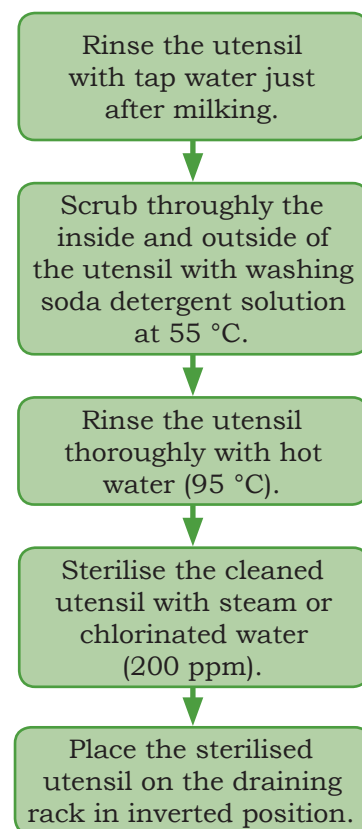 Rinse the utensil
with tap water just
after milking.
Scrub throughly the
inside and outside of
the utensil with washing
soda detergent solution
at 55 °C.
Rinse the utensil
thoroughly with hot
water (95 °C).
Sterilise the cleaned
utensil with steam or
chlorinated water
(200 ppm).
Place the sterilised
utensil on the draining
rack in inverted position.